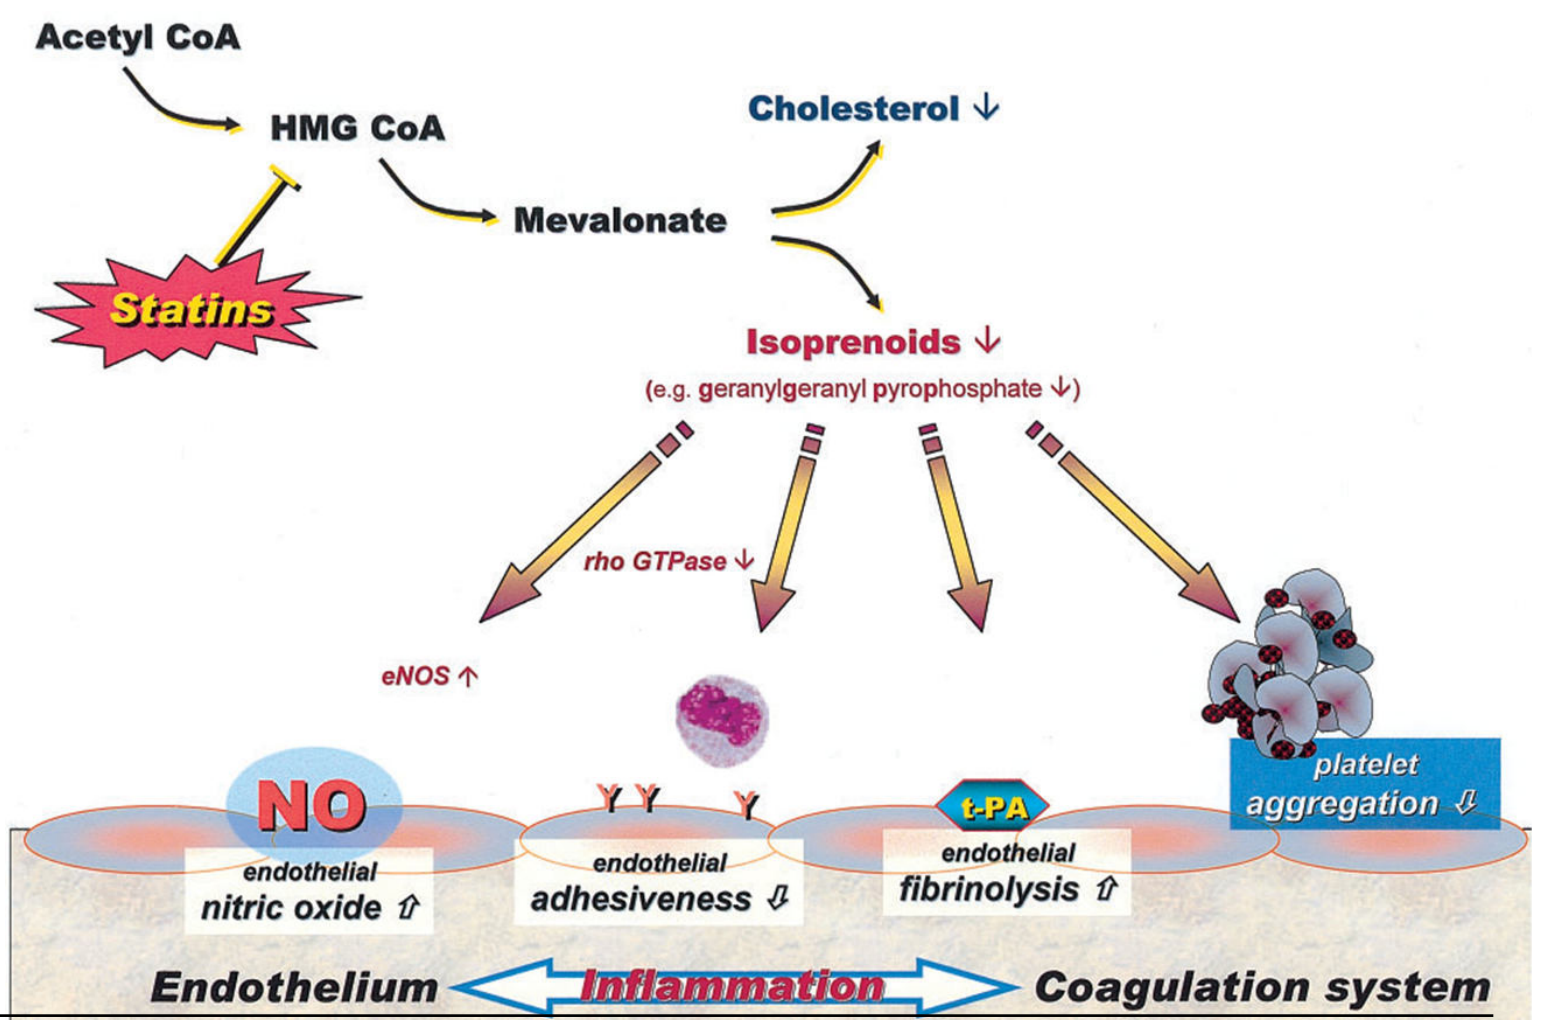 Acetyl CoA
HMG CoA
Cholesterol ↓
Mevalonate
Statins
Isoprenoids ↓
(e.g. geranylgeranyl pyrophosphate ↓)
rho GTPase ↓
eNOS ↑
NO
endothelial
nitric oxide ⇧
Y Y Y
endothelial
adhesiveness ⇩
t-PA
endothelial
fibrinolysis ⇧
platelet
aggregation ⇩
Endothelium Inflammation Coagulation system